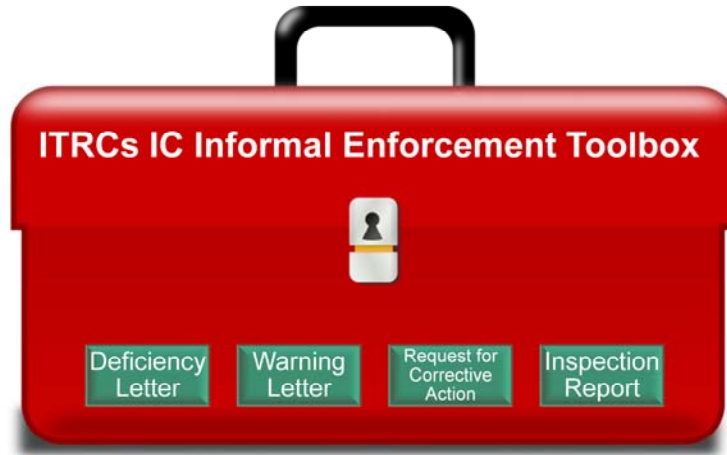 ITRCs IC Informal Enforcement Toolbox
Deficiency
Letter
Warning
Letter
Request for
Corrective
Action
Inspection
Report